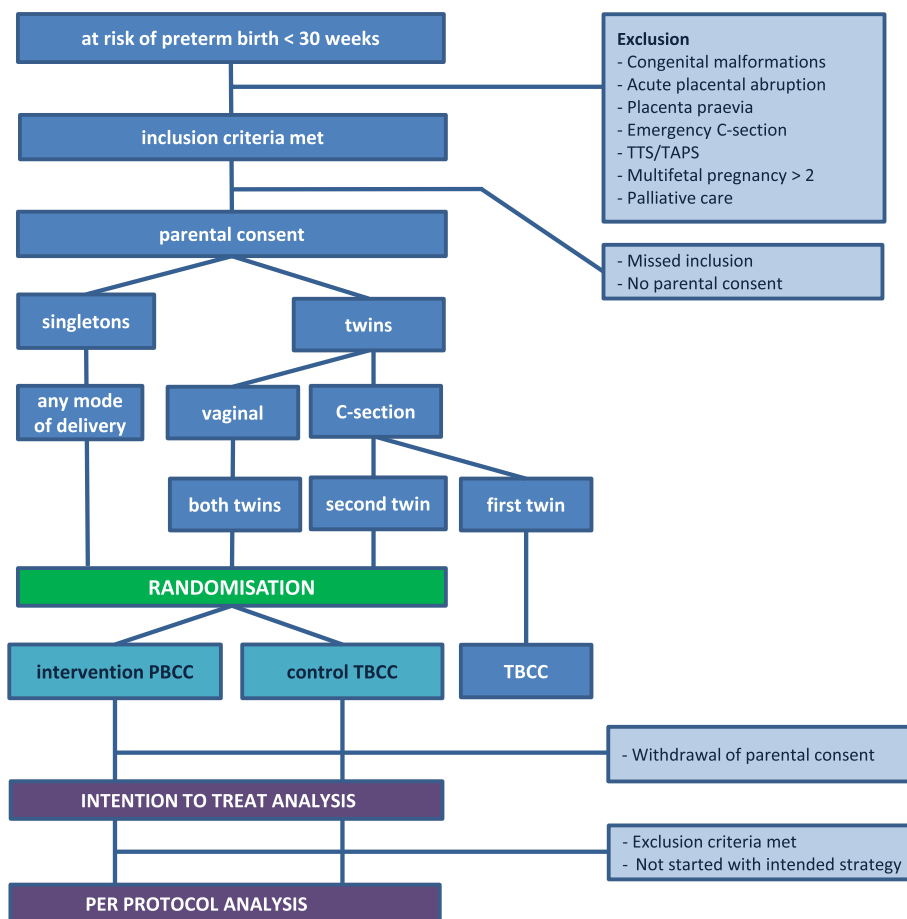 at risk of preterm birth < 30 weeks
Exclusion
- Congenital malformations
- Acute placental abruption
- Placenta praevia
- Emergency C-section
- TTS/TAPS
- Multifetal pregnancy > 2
- Palliative care
inclusion criteria met
parental consent
- Missed inclusion
- No parental consent
singletons
twins
any mode
of delivery
vaginal
C-section
both twins
second twin
first twin
RANDOMISATION
intervention PBCC
control TBCC
TBCC
- Withdrawal of parental consent
INTENTION TO TREAT ANALYSIS
- Exclusion criteria met
- Not started with intended strategy
PER PROTOCOL ANALYSIS